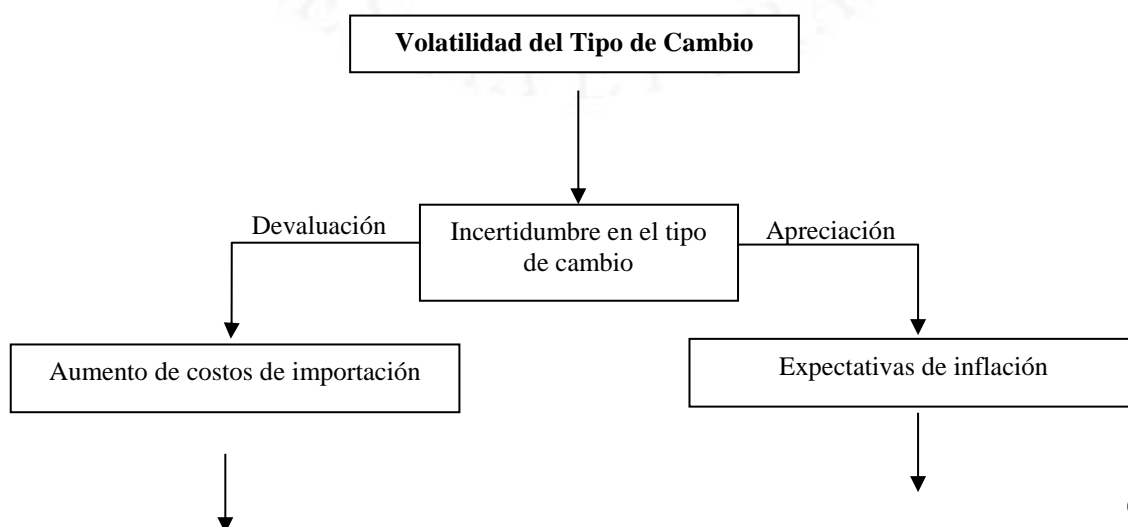 Volatilidad del Tipo de Cambio
Devaluación
Incertidumbre en el tipo
de cambio
Apreciación
Aumento de costos de importación
Expectativas de inflación